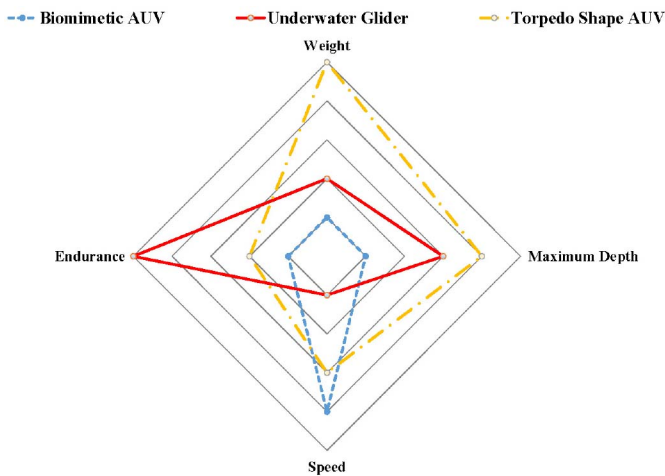 Biomimetic AUV Underwater Glider Torpedo Shape AUV
Weight
Endurance Maximum Depth
Speed